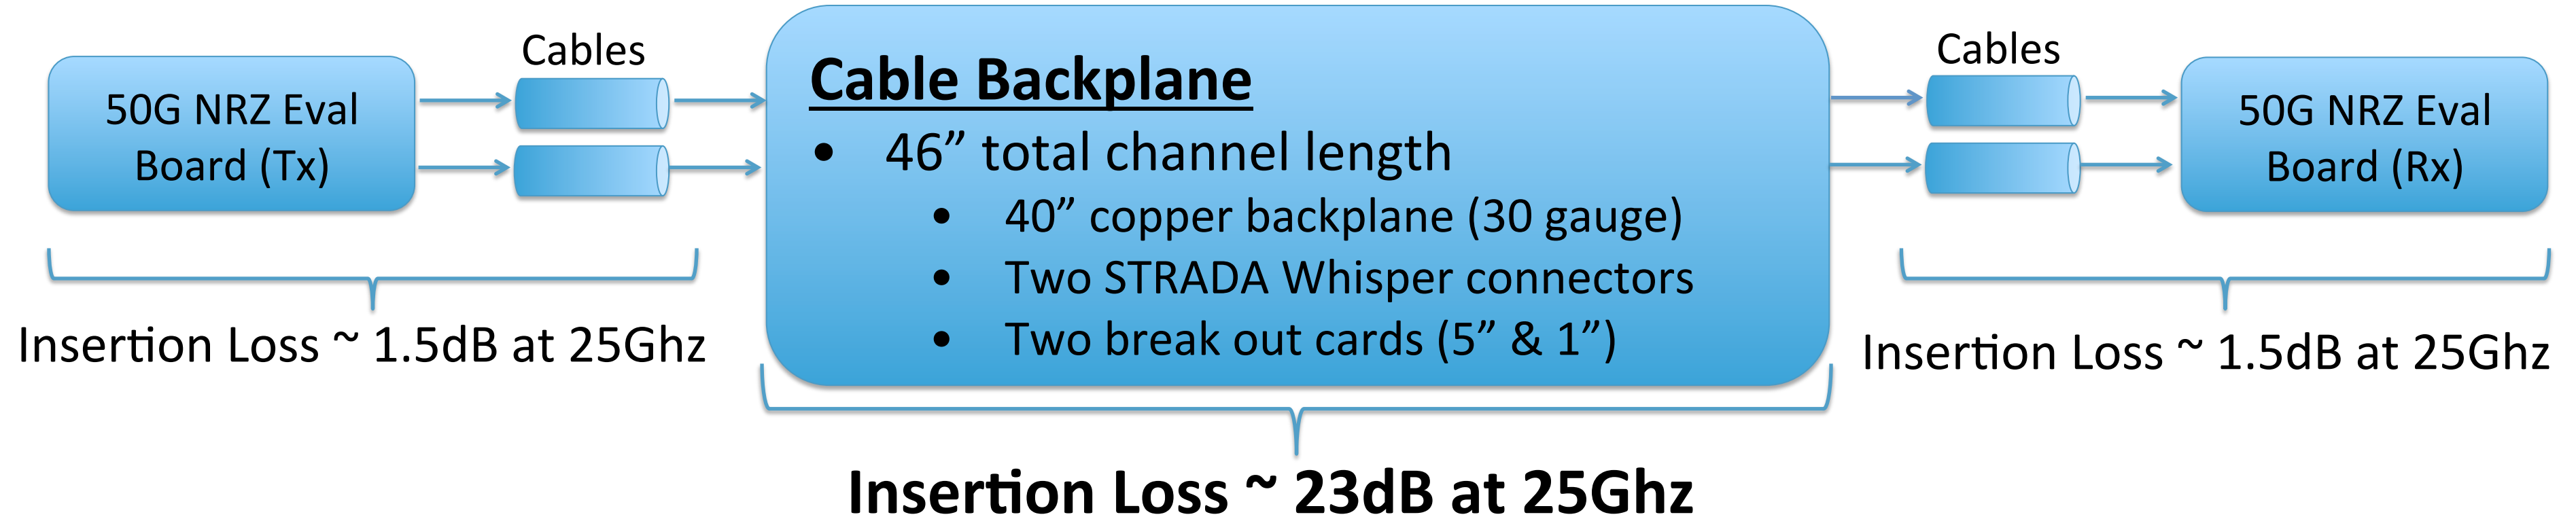 50G NRZ Eval
Board (Tx)
Cables
Cable Backplane
• 46” total channel length
• 40” copper backplane (30 gauge)
• Two STRADA Whisper connectors
• Two break out cards (5” & 1”)
Cables
50G NRZ Eval
Board (Rx)
Insertion Loss ~ 1.5dB at 25Ghz
Insertion Loss ~ 23dB at 25Ghz
Insertion Loss ~ 1.5dB at 25Ghz